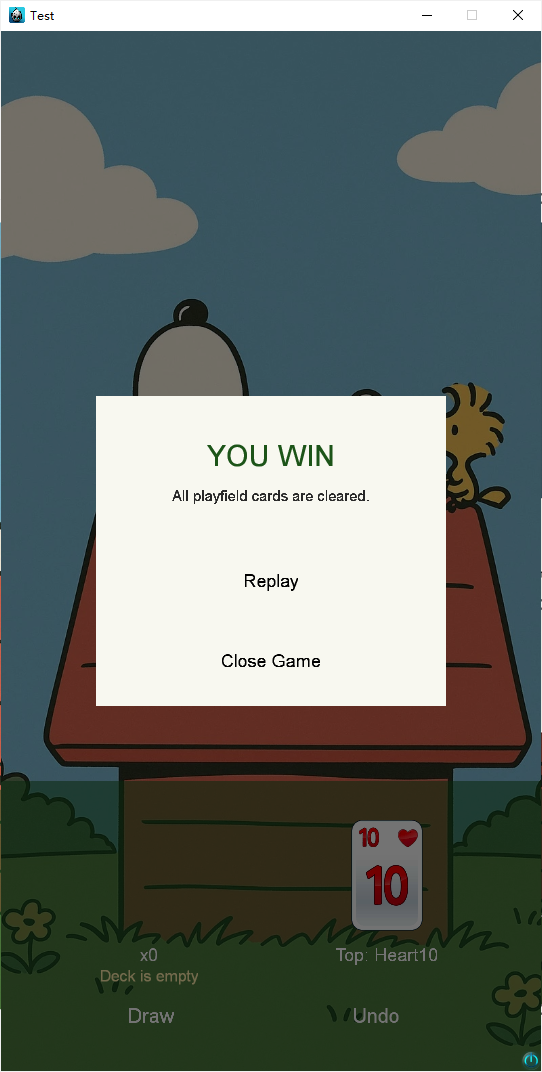 Test
YOU WIN
All playfield cards are cleared.
Replay
Close Game
10
10
x0
Top: Heart10
Deck is empty
Draw
Undo